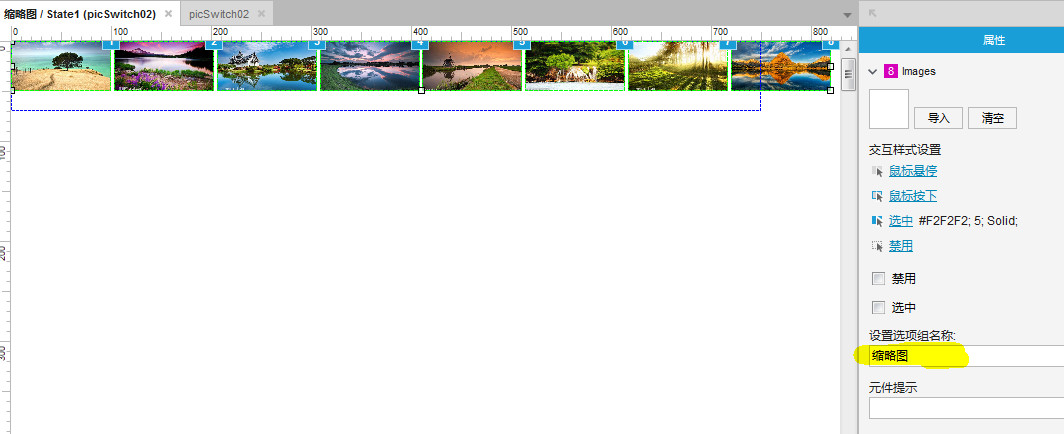 缩略图 / State1 (picSwitch02)
picSwitch02
0 100 200 300 400 500 600 700 800
1 2 3 4 5 6 7 8
0
100
200
300
属性
8 Images
导入 清空
交互样式设置
鼠标悬停
鼠标按下
选中 #F2F2F2; 5; Solid;
禁用
禁用
选中
设置选项组名称:
缩略图
元件提示